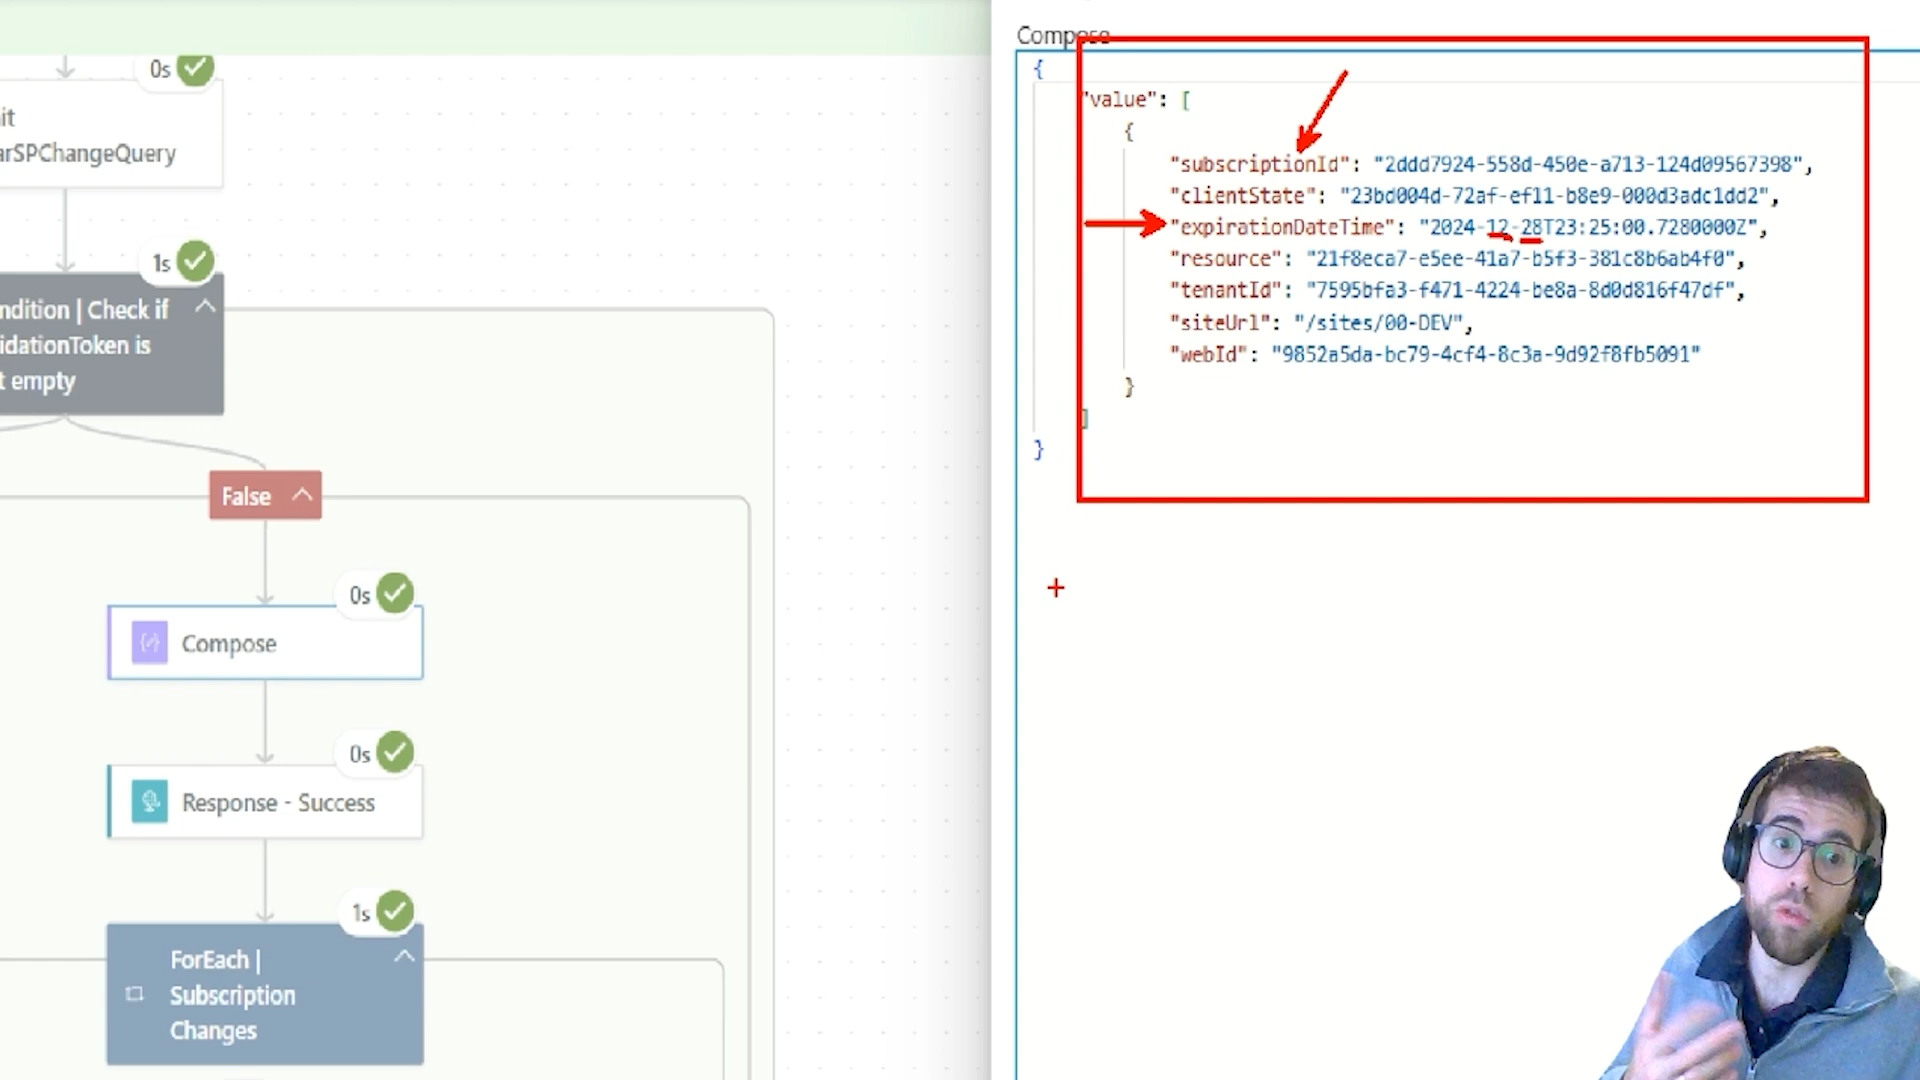 0s
it
arSPChangeQuery
1s
ndition | Check if
idationToken is
t empty
False
0s
Compose
0s
Response - Success
1s
ForEach |
Subscription
Changes
Compose
{
"value": [
{
"subscriptionId": "2ddd7924-558d-450e-a713-124d09567398",
"clientState": "23bd004d-72af-ef11-b8e9-000d3adc1dd2",
"expirationDateTime": "2024-12-28T23:25:00.7280000Z",
"resource": "21f8eca7-e5ee-41a7-b5f3-381c8b6ab4f0",
"tenantId": "7595bfa3-f471-4224-be8a-8d0d816f47df",
"siteUrl": "/sites/00-DEV",
"webId": "9852a5da-bc79-4cf4-8c3a-9d92f8fb5091"
}
]
}